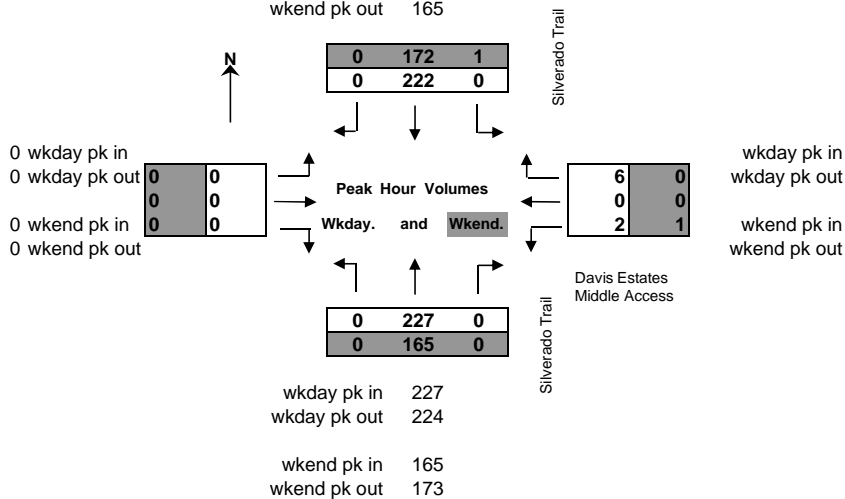 wkend pk out 165
Silverado Trail
N
0 172 1
0 222 0
0 wkday pk in
0 wkday pk out
0 wkend pk in
0 wkend pk out
0 0
0 0
0 0
Peak Hour Volumes
Wkday. and Wkend.
6 0
0 0
2 1
wkday pk in
wkday pk out
wkend pk in
wkend pk out
Davis Estates
Middle Access
0 227 0
0 165 0
Silverado Trail
wkday pk in 227
wkday pk out 224
wkend pk in 165
wkend pk out 173